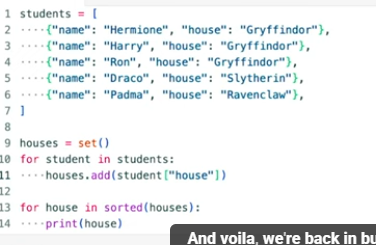 1 students = [
2 ····{"name": "Hermione", "house": "Gryffindor"},
3 ····{"name": "Harry", "house": "Gryffindor"},
4 ····{"name": "Ron", "house": "Gryffindor"},
5 ····{"name": "Draco", "house": "Slytherin"},
6 ····{"name": "Padma", "house": "Ravenclaw"},
7 ]
8
9 houses = set()
10 for student in students:
11 ····houses.add(student["house"])
12
13 for house in sorted(houses):
14 ····print(house)
And voila, we're back in